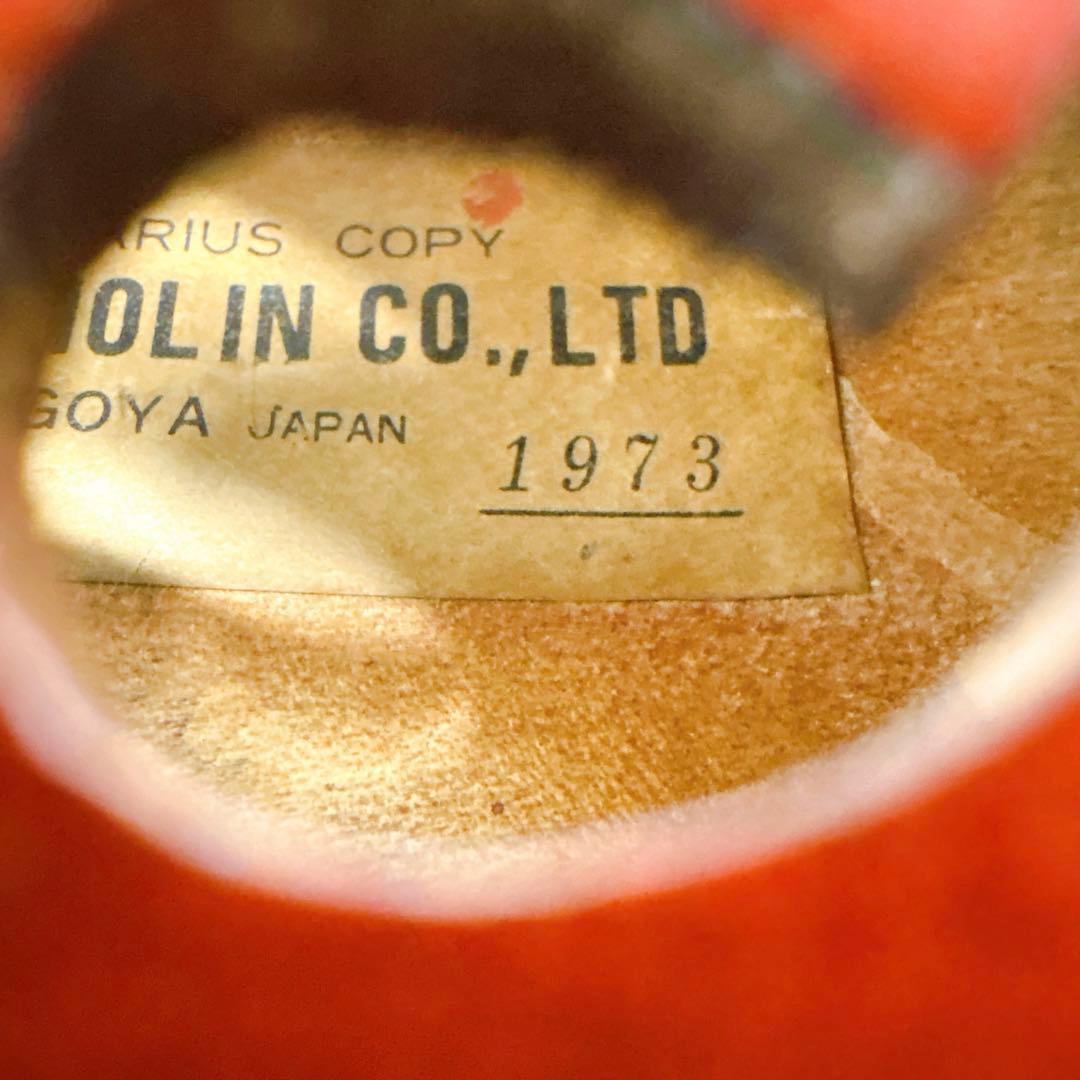 ARIUS COPY
IOLIN CO.,LTD
GOYA JAPAN
1973